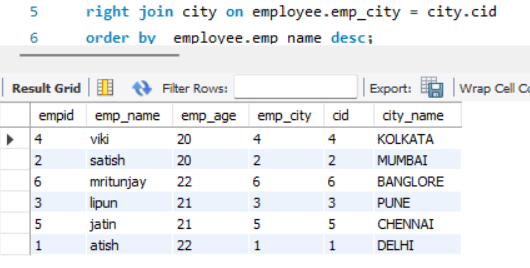 5 right join city on employee.emp_city = city.cid
6 order by employee.emp_name desc;
Result Grid Filter Rows: Export: Wrap Cell Co
empid emp_name emp_age emp_city cid city_name
4 viki 20 4 4 KOLKATA
2 satish 20 2 2 MUMBAI
6 mritunjay 22 6 6 BANGLORE
3 lipun 21 3 3 PUNE
5 jatin 21 5 5 CHENNAI
1 atish 22 1 1 DELHI